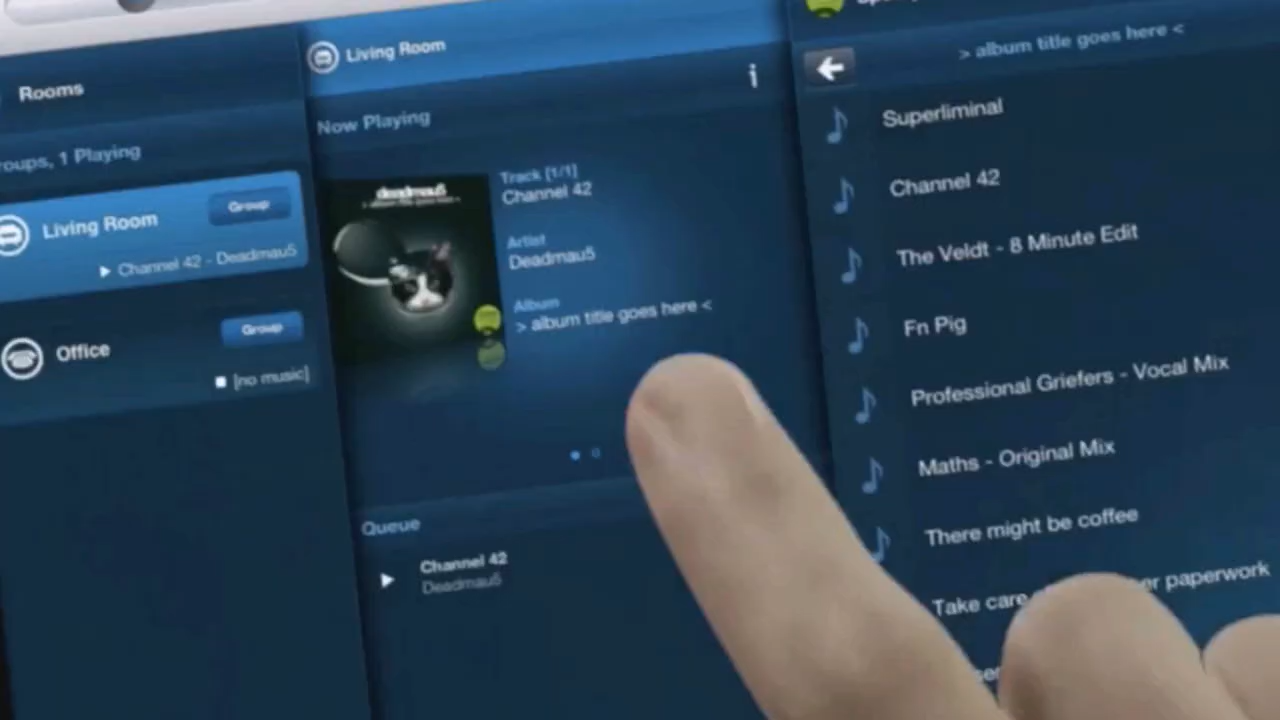 Rooms
Groups, 1 Playing
Living Room
Group
Channel 42 - Deadmau5
Office
Group
[no music]
Living Room
i
Now Playing
deadmau5
Track [1/1]
Channel 42
Artist
Deadmau5
Album
> album title goes here <
Queue
Channel 42
Deadmau5
> album title goes here <
Superliminal
Channel 42
The Veldt - 8 Minute Edit
Fn Pig
Professional Griefers - Vocal Mix
Maths - Original Mix
There might be coffee
Take care er paperwork